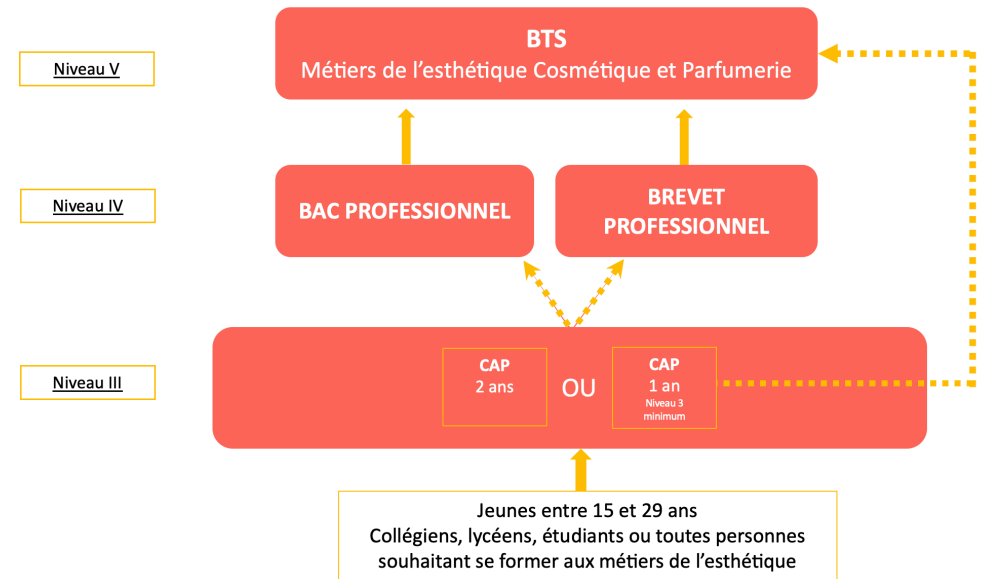 Niveau V
BTS
Métiers de l’esthétique Cosmétique et Parfumerie
Niveau IV
BAC PROFESSIONNEL
BREVET
PROFESSIONNEL
Niveau III
CAP
2 ans
OU
CAP
1 an
Niveau 3
minimum
Jeunes entre 15 et 29 ans
Collégiens, lycéens, étudiants ou toutes personnes
souhaitant se former aux métiers de l’esthétique